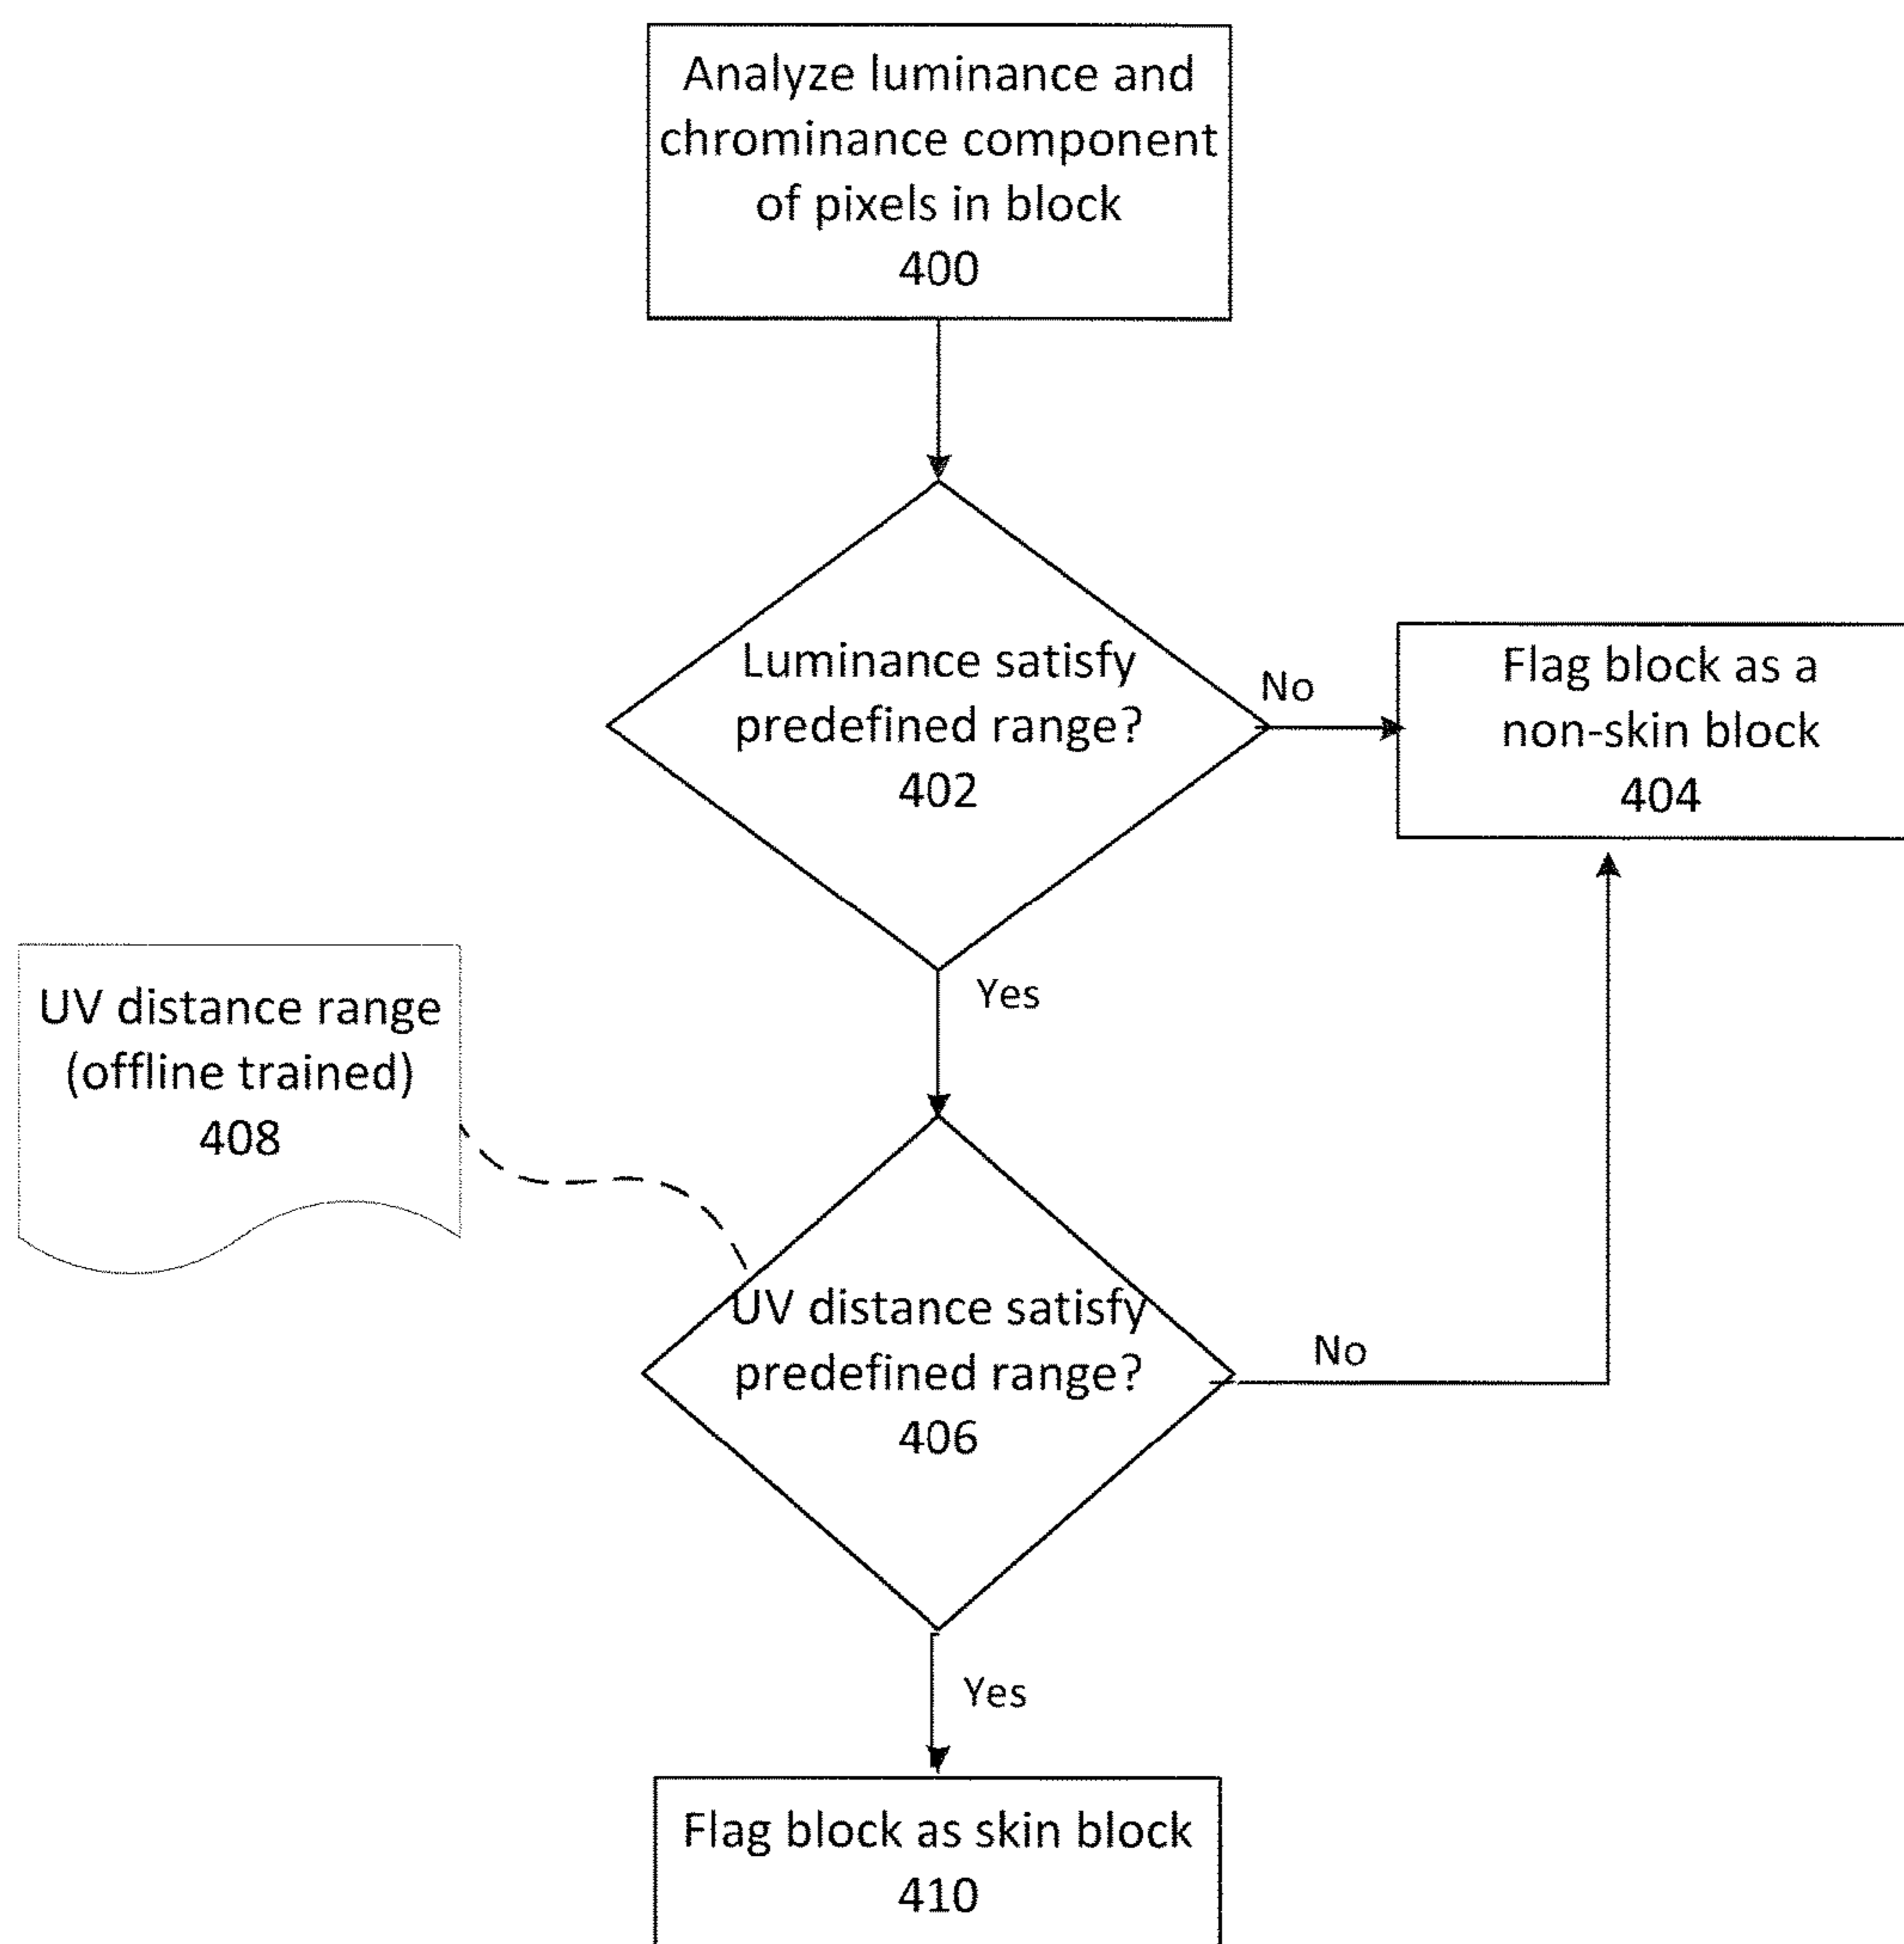 Analyze luminance and
chrominance component
of pixels in block
400
Luminance satisfy
predefined range?
402
No
Flag block as a
non-skin block
404
Yes
UV distance range
(offline trained)
408
UV distance satisfy
predefined range?
406
No
Yes
Flag block as skin block
410